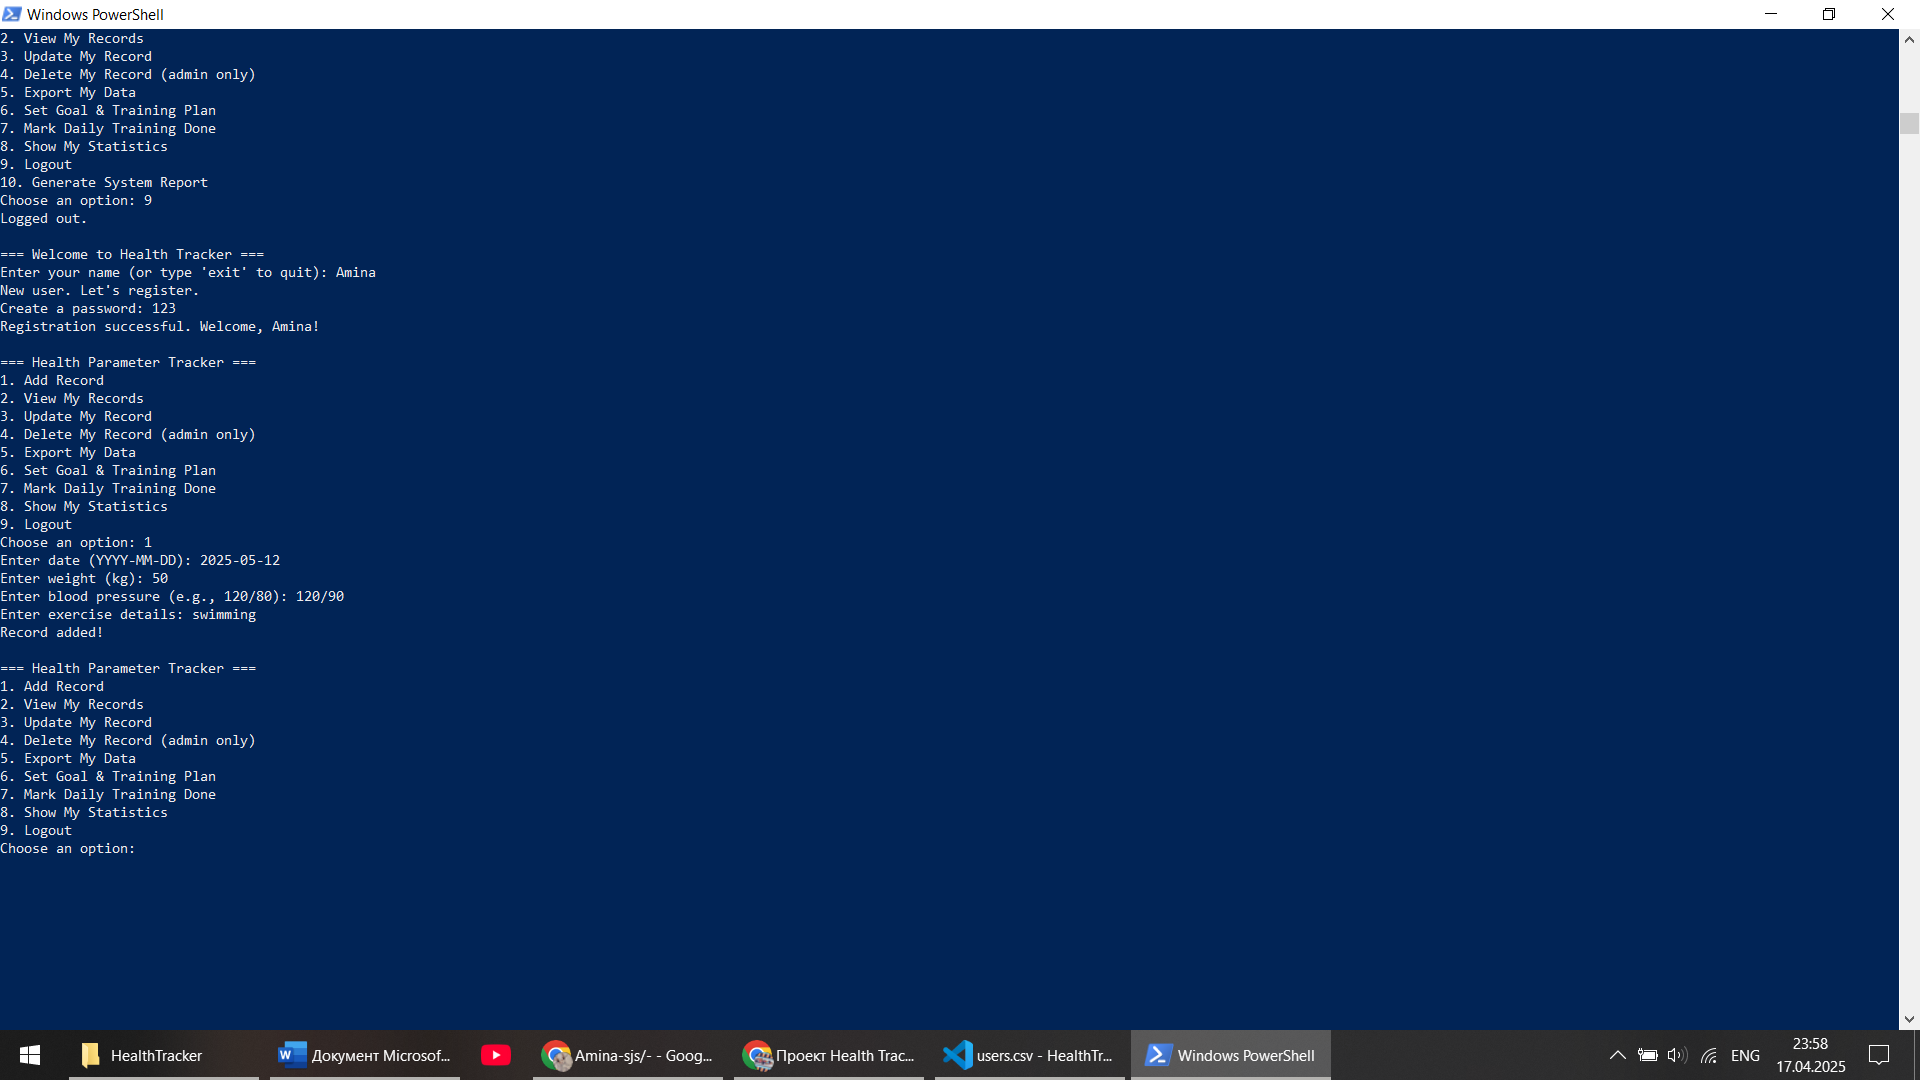 Windows PowerShell
2. View My Records
3. Update My Record
4. Delete My Record (admin only)
5. Export My Data
6. Set Goal & Training Plan
7. Mark Daily Training Done
8. Show My Statistics
9. Logout
10. Generate System Report
Choose an option: 9
Logged out.
=== Welcome to Health Tracker ===
Enter your name (or type 'exit' to quit): Amina
New user. Let's register.
Create a password: 123
Registration successful. Welcome, Amina!
=== Health Parameter Tracker ===
1. Add Record
2. View My Records
3. Update My Record
4. Delete My Record (admin only)
5. Export My Data
6. Set Goal & Training Plan
7. Mark Daily Training Done
8. Show My Statistics
9. Logout
Choose an option: 1
Enter date (YYYY-MM-DD): 2025-05-12
Enter weight (kg): 50
Enter blood pressure (e.g., 120/80): 120/90
Enter exercise details: swimming
Record added!
=== Health Parameter Tracker ===
1. Add Record
2. View My Records
3. Update My Record
4. Delete My Record (admin only)
5. Export My Data
6. Set Goal & Training Plan
7. Mark Daily Training Done
8. Show My Statistics
9. Logout
Choose an option:
HealthTracker
Документ Microsof...
Amina-sjs/- - Goog...
Проект Health Trac...
users.csv - HealthTr...
Windows PowerShell
ENG
23:58
17.04.2025